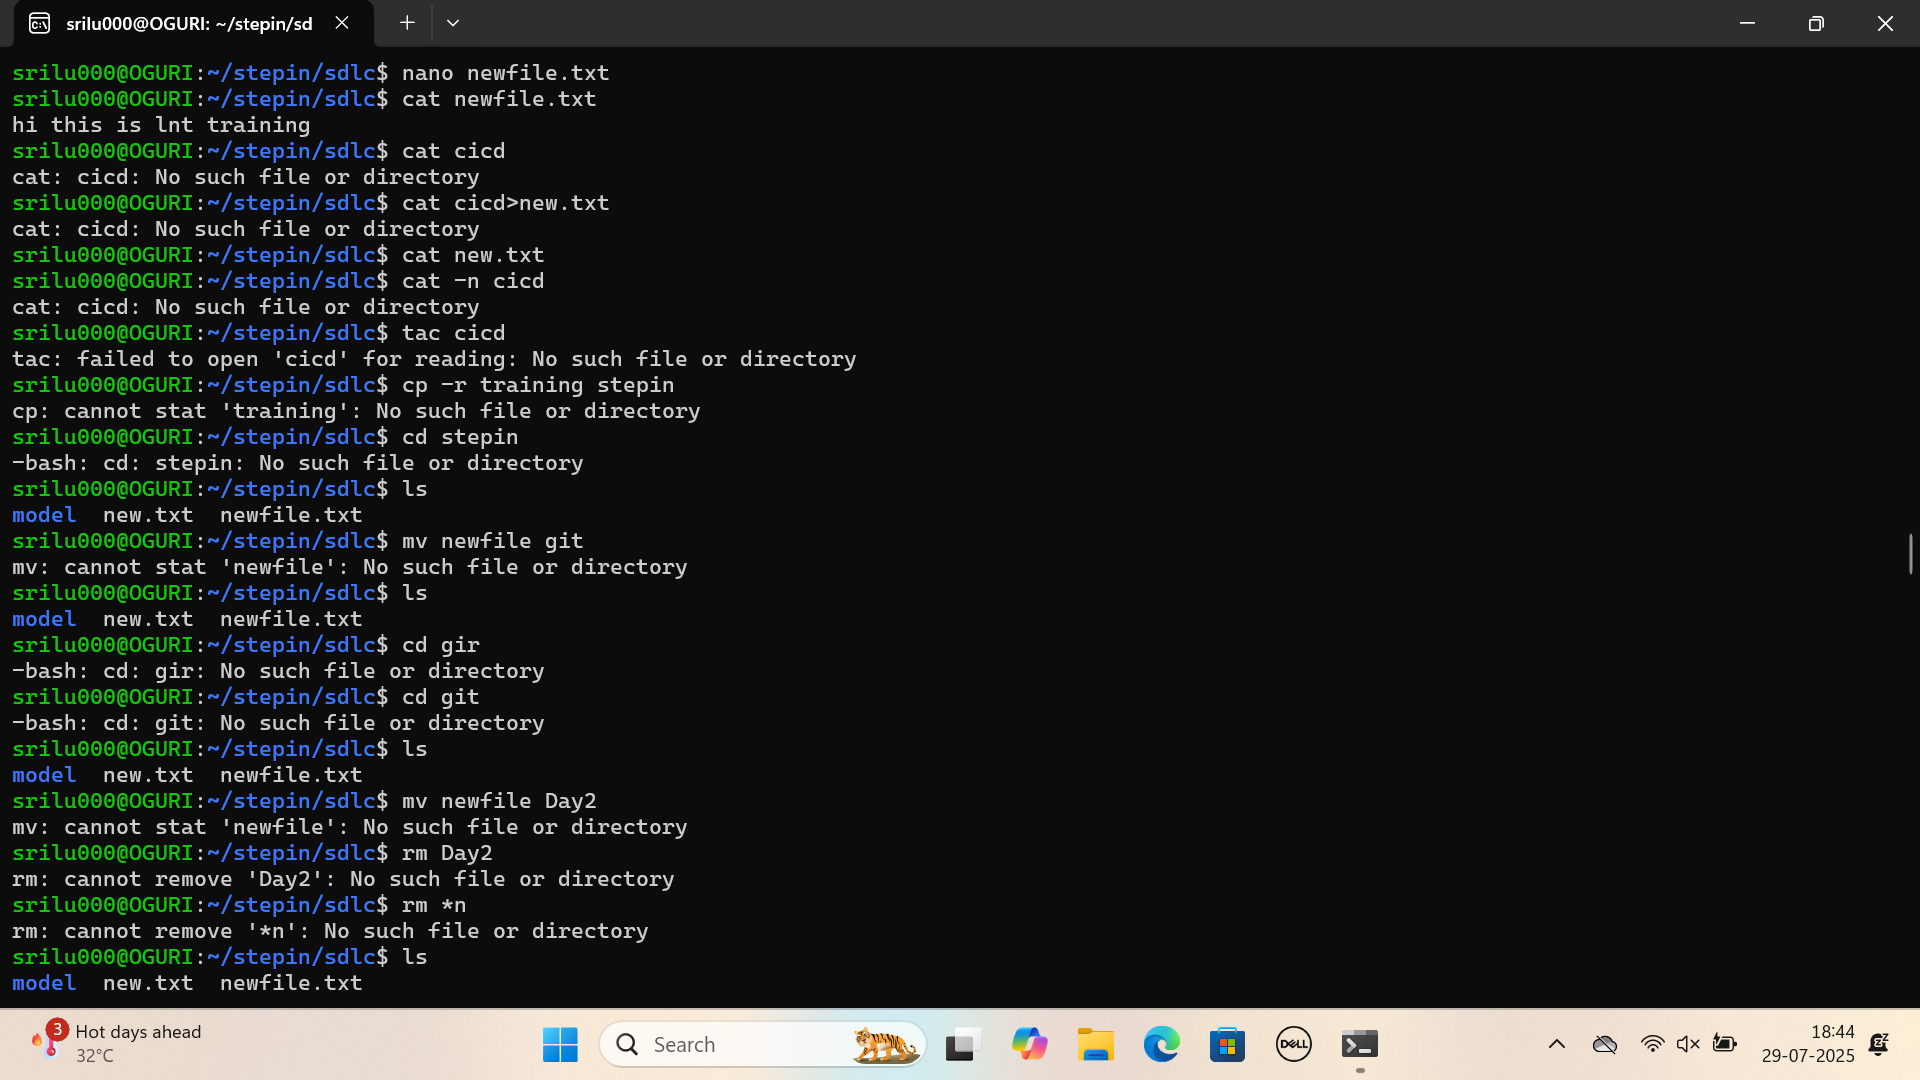 srilu000@OGURI: ~/stepin/sd
srilu000@OGURI:~/stepin/sdlc$ nano newfile.txt
srilu000@OGURI:~/stepin/sdlc$ cat newfile.txt
hi this is lnt training
srilu000@OGURI:~/stepin/sdlc$ cat cicd
cat: cicd: No such file or directory
srilu000@OGURI:~/stepin/sdlc$ cat cicd>new.txt
cat: cicd: No such file or directory
srilu000@OGURI:~/stepin/sdlc$ cat new.txt
srilu000@OGURI:~/stepin/sdlc$ cat -n cicd
cat: cicd: No such file or directory
srilu000@OGURI:~/stepin/sdlc$ tac cicd
tac: failed to open 'cicd' for reading: No such file or directory
srilu000@OGURI:~/stepin/sdlc$ cp -r training stepin
cp: cannot stat 'training': No such file or directory
srilu000@OGURI:~/stepin/sdlc$ cd stepin
-bash: cd: stepin: No such file or directory
srilu000@OGURI:~/stepin/sdlc$ ls
model  new.txt  newfile.txt
srilu000@OGURI:~/stepin/sdlc$ mv newfile git
mv: cannot stat 'newfile': No such file or directory
srilu000@OGURI:~/stepin/sdlc$ ls
model  new.txt  newfile.txt
srilu000@OGURI:~/stepin/sdlc$ cd gir
-bash: cd: gir: No such file or directory
srilu000@OGURI:~/stepin/sdlc$ cd git
-bash: cd: git: No such file or directory
srilu000@OGURI:~/stepin/sdlc$ ls
model  new.txt  newfile.txt
srilu000@OGURI:~/stepin/sdlc$ mv newfile Day2
mv: cannot stat 'newfile': No such file or directory
srilu000@OGURI:~/stepin/sdlc$ rm Day2
rm: cannot remove 'Day2': No such file or directory
srilu000@OGURI:~/stepin/sdlc$ rm *n
rm: cannot remove '*n': No such file or directory
srilu000@OGURI:~/stepin/sdlc$ ls
model  new.txt  newfile.txt
3
Hot days ahead
32°C
Search
DELL
18:44
29-07-2025